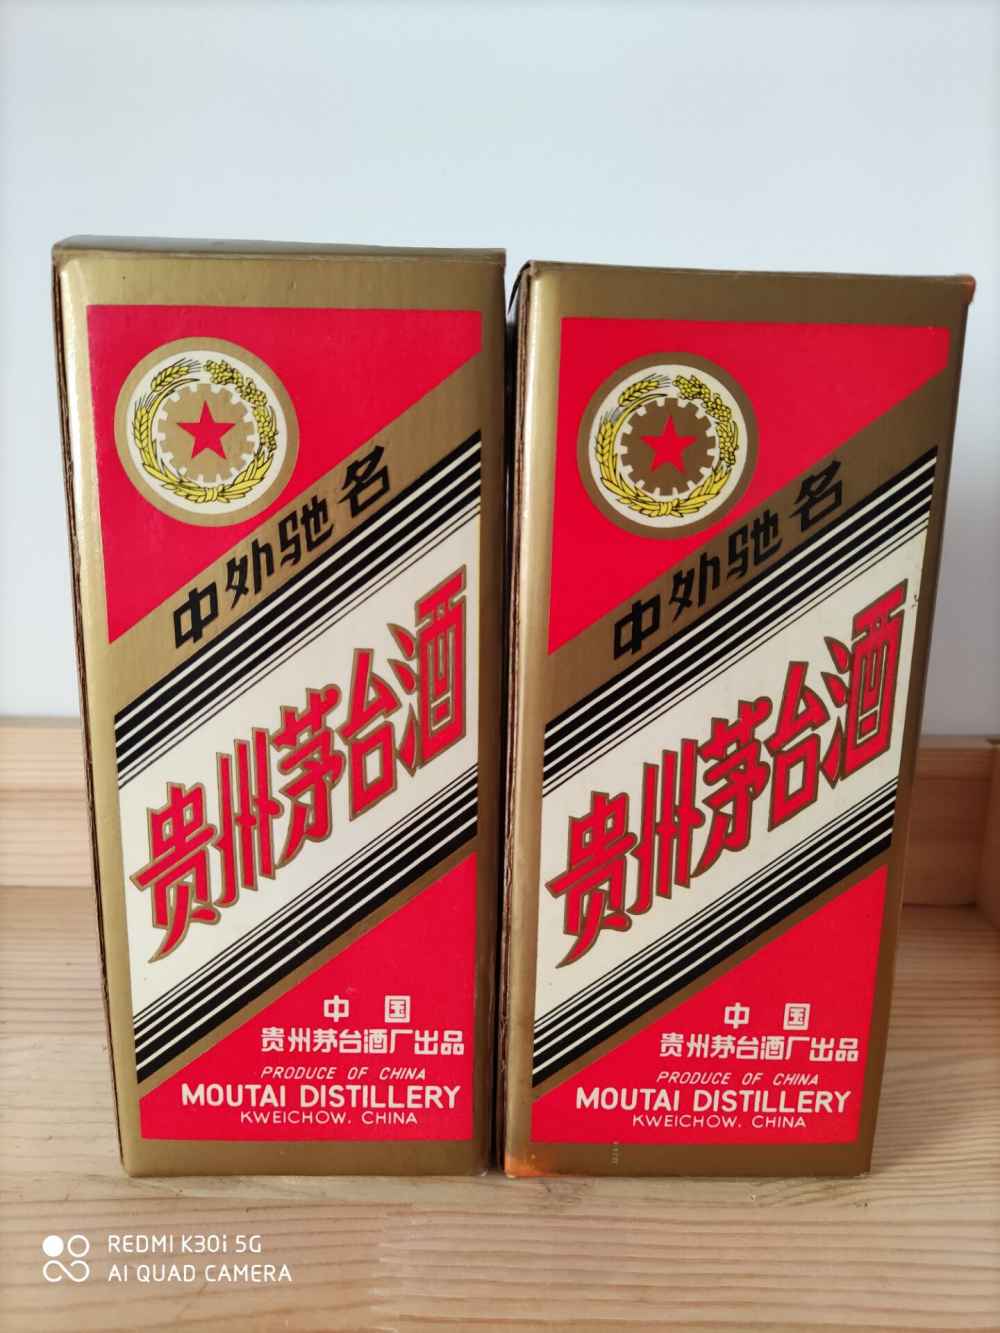 中外驰名
贵州茅台酒
中国
贵州茅台酒厂出品
PRODUCE OF CHINA
MOUTAI DISTILLERY
KWEICHOW. CHINA
中外驰名
贵州茅台酒
中国
贵州茅台酒厂出品
PRODUCE OF CHINA
MOUTAI DISTILLERY
KWEICHOW. CHINA
REDMI K30i 5G
AI QUAD CAMERA